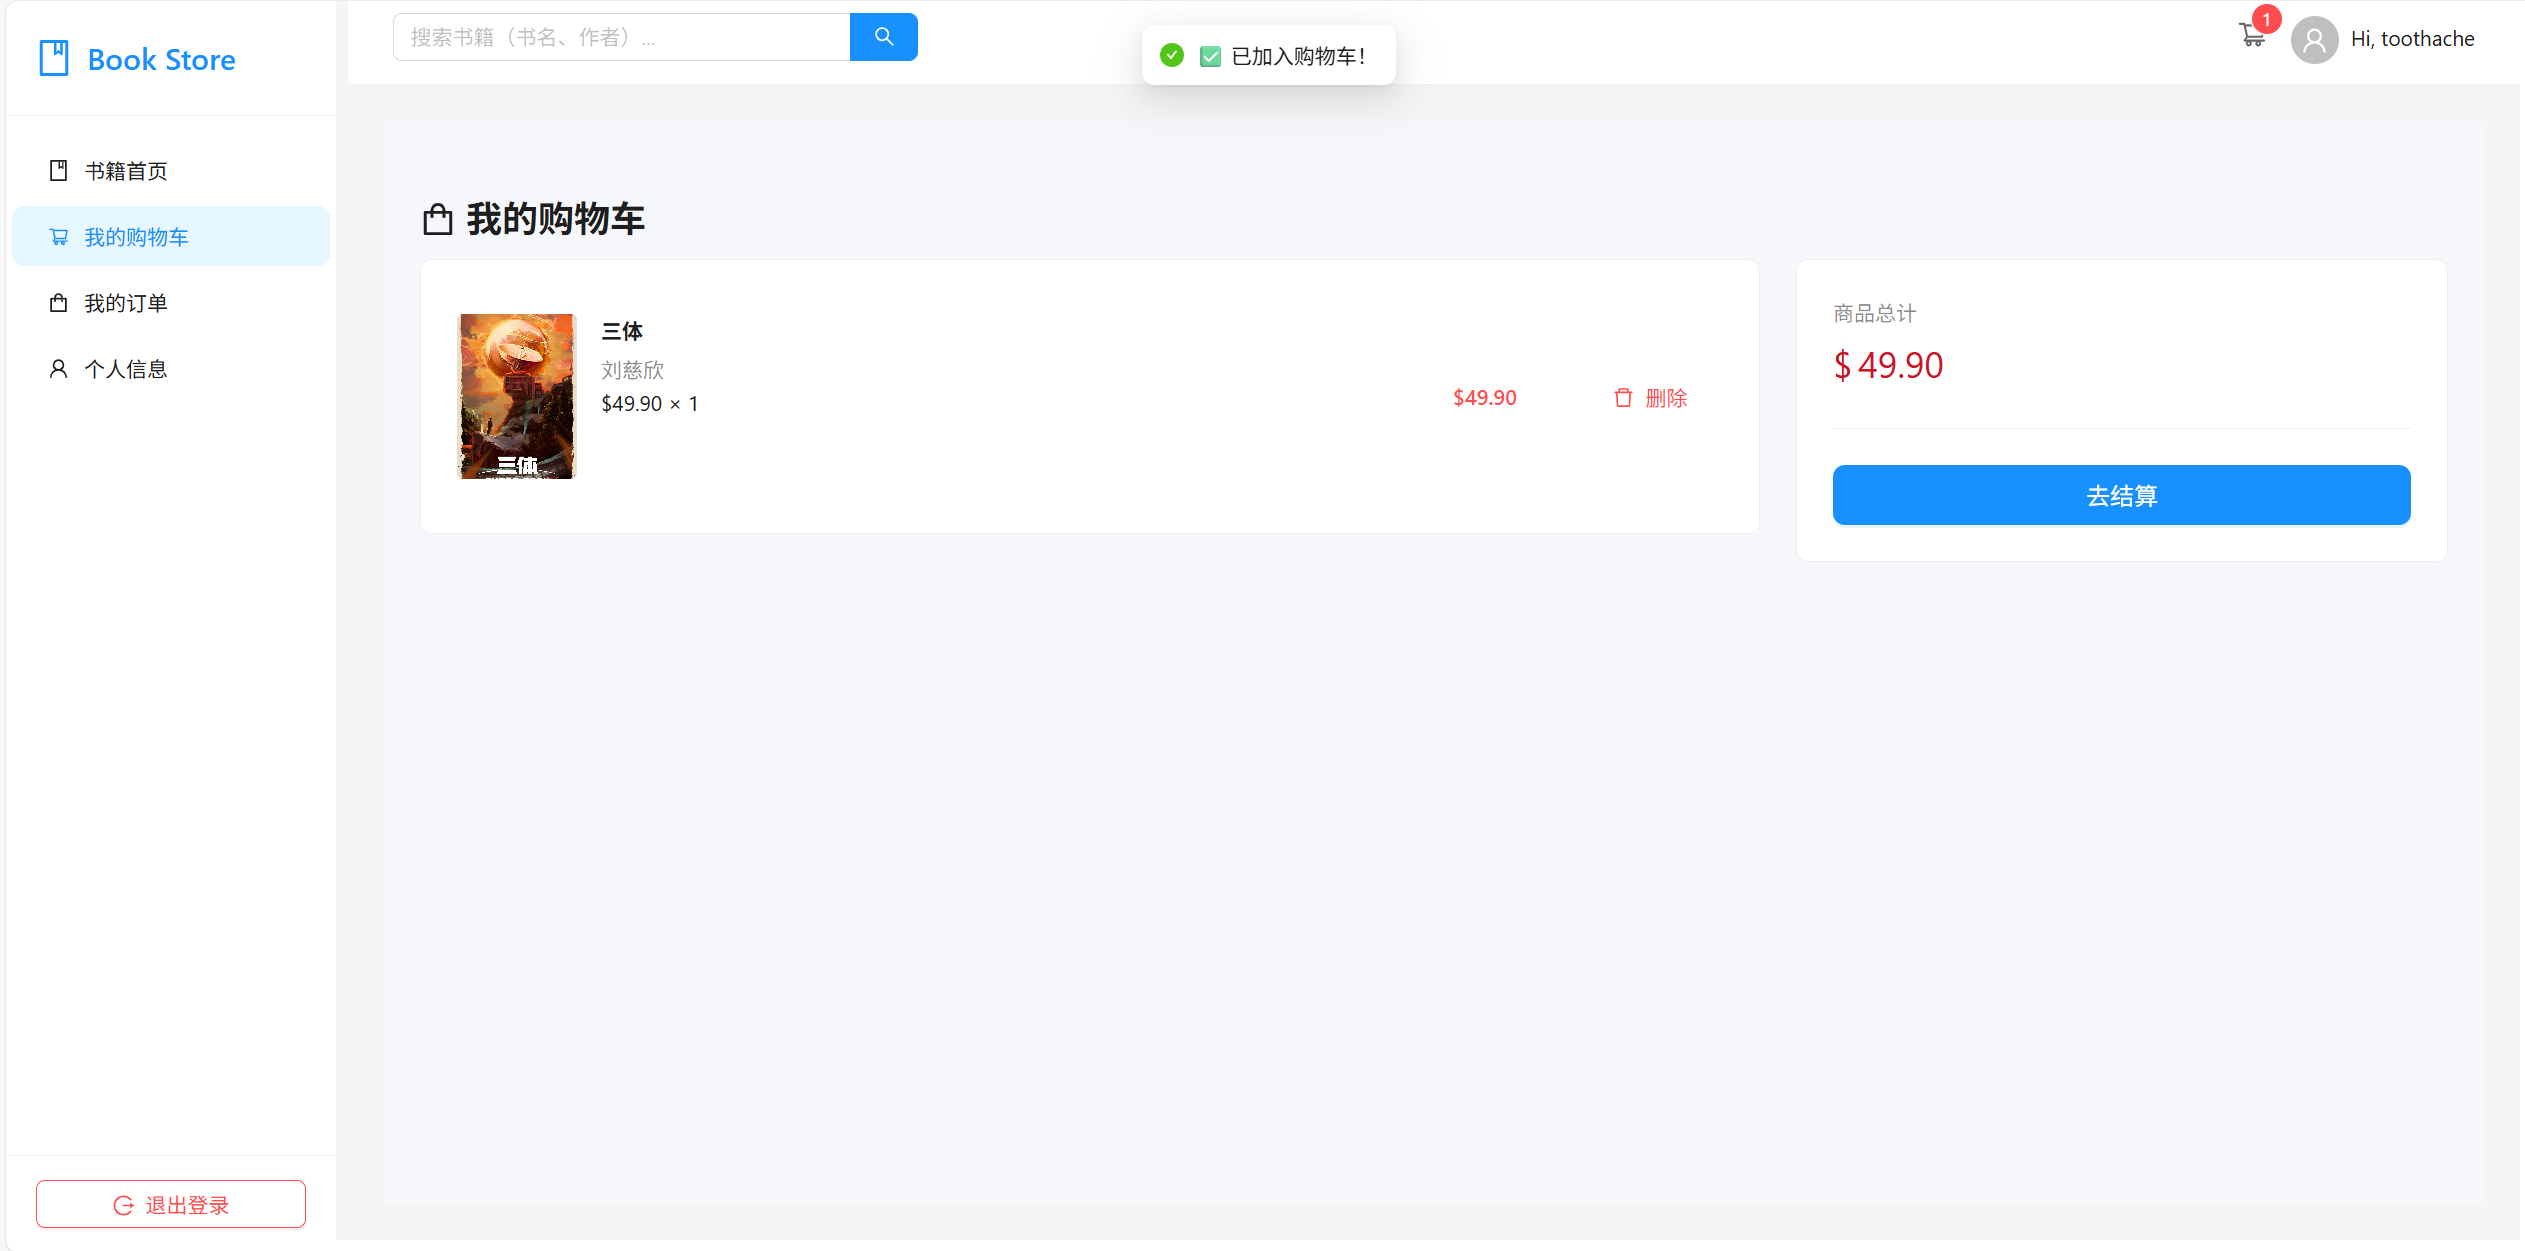 Book Store
搜索书籍（书名、作者）...
✅ 已加入购物车！
1
Hi, toothache
书籍首页
我的购物车
我的订单
个人信息
退出登录
我的购物车
三体
三体
刘慈欣
$49.90 × 1
$49.90
删除
商品总计
$ 49.90
去结算